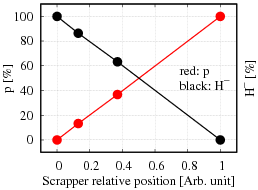 100
80
60
40
20
0
p [%]
H⁻ [%]
red: p
black: H⁻
0 0.2 0.4 0.6 0.8 1
Scrapper relative position [Arb. unit]